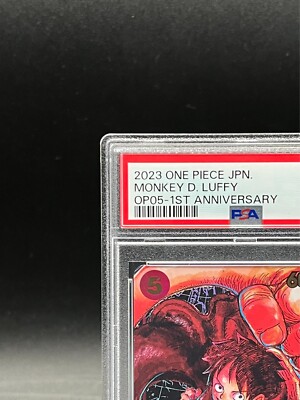 2023 ONE PIECE JPN.
MONKEY D. LUFFY
OP05-1ST ANNIVERSARY
PSA
5